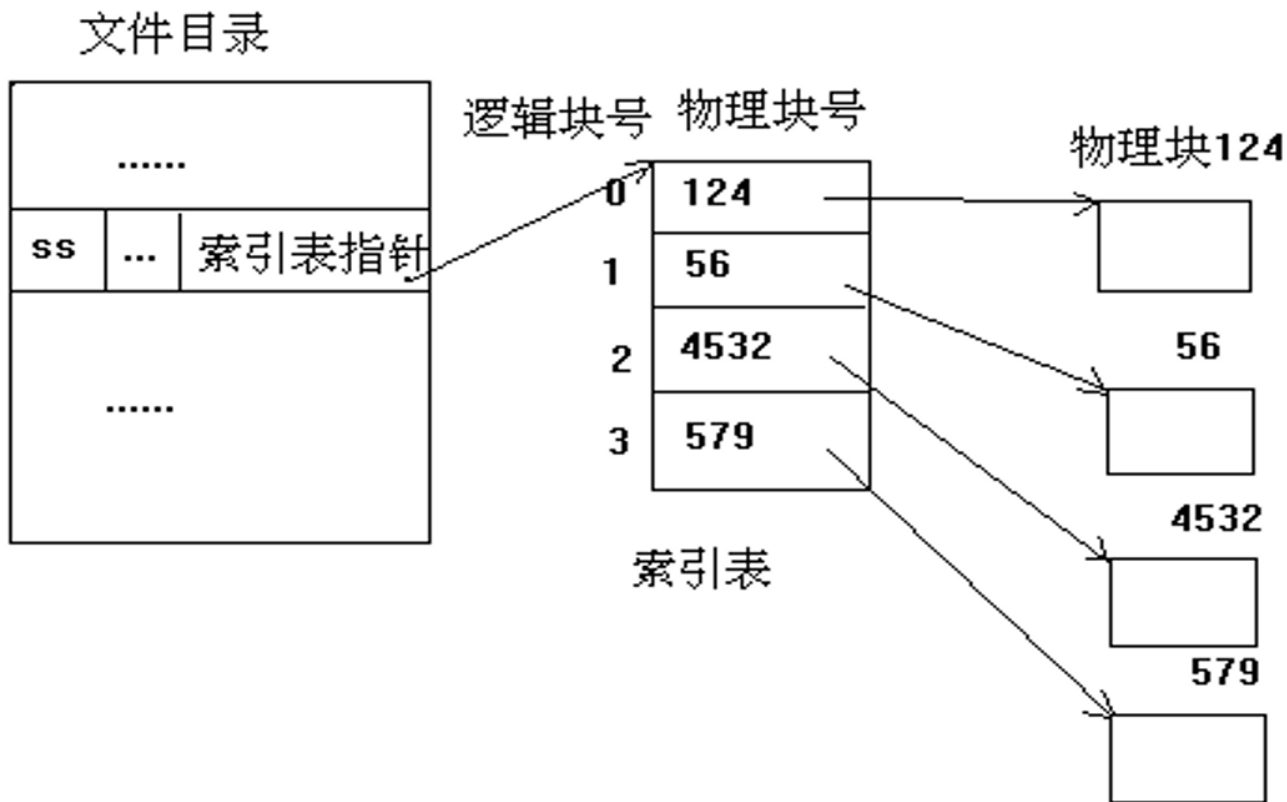 文件目录
逻辑块号 物理块号
物理块124
......
0 124
ss ... 索引表指针
1 56
56
2 4532
......
3 579
4532
索引表
579